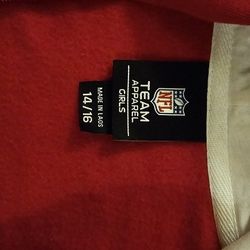 NFL
TEAM
APPAREL
GIRLS
MADE IN LAOS
14/16